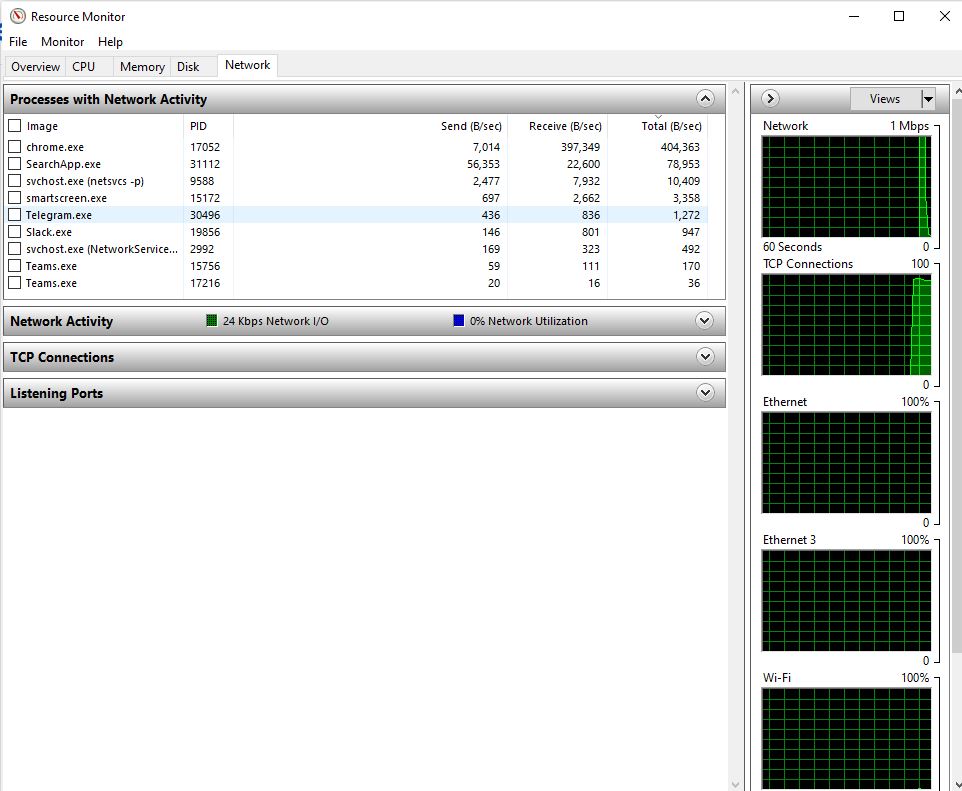 Resource Monitor
File Monitor Help
Overview CPU Memory Disk Network
Processes with Network Activity
Image PID Send (B/sec) Receive (B/sec) Total (B/sec)
chrome.exe 17052 7,014 397,349 404,363
SearchApp.exe 31112 56,353 22,600 78,953
svchost.exe (netsvcs -p) 9588 2,477 7,932 10,409
smartscreen.exe 15172 697 2,662 3,358
Telegram.exe 30496 436 836 1,272
Slack.exe 19856 146 801 947
svchost.exe (NetworkService... 2992 169 323 492
Teams.exe 15756 59 111 170
Teams.exe 17216 20 16 36
Network Activity 24 Kbps Network I/O 0% Network Utilization
TCP Connections
Listening Ports
Views
Network 1 Mbps
60 Seconds 0
TCP Connections 100
0
Ethernet 100%
0
Ethernet 3 100%
0
Wi-Fi 100%